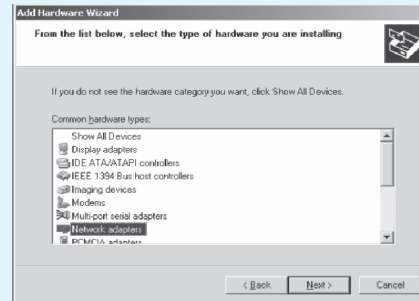 Add Hardware Wizard
From the list below, select the type of hardware you are installing
If you do not see the hardware category you want, click Show All Devices.
Common hardware types:
Show All Devices
Display adapters
IDE ATA/ATAPI controllers
IEEE 1394 Bus host controllers
Imaging devices
Modems
Multi-port serial adapters
Network adapters
PCMCIA adapters
< Back
Next >
Cancel